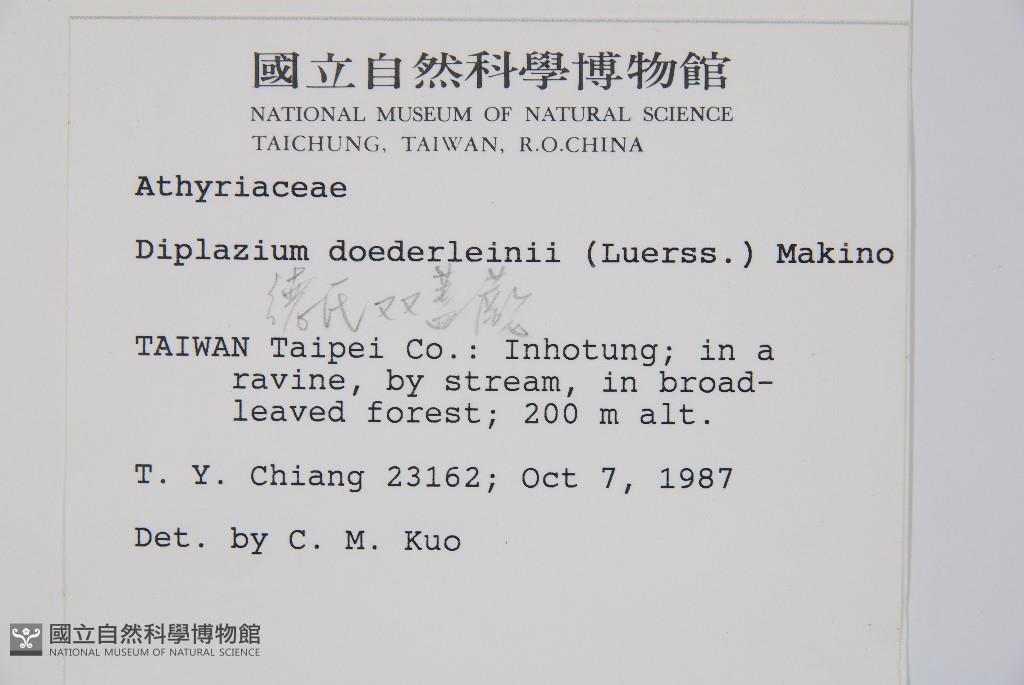 國立自然科學博物館
NATIONAL MUSEUM OF NATURAL SCIENCE
TAICHUNG, TAIWAN, R.O.CHINA
Athyriaceae
Diplazium doederleinii (Luerss.) Makino
德氏双蓋蕨
TAIWAN Taipei Co.: Inhotung; in a
ravine, by stream, in broad-
leaved forest; 200 m alt.
T. Y. Chiang 23162; Oct 7, 1987
Det. by C. M. Kuo
國立自然科學博物館
NATIONAL MUSEUM OF NATURAL SCIENCE